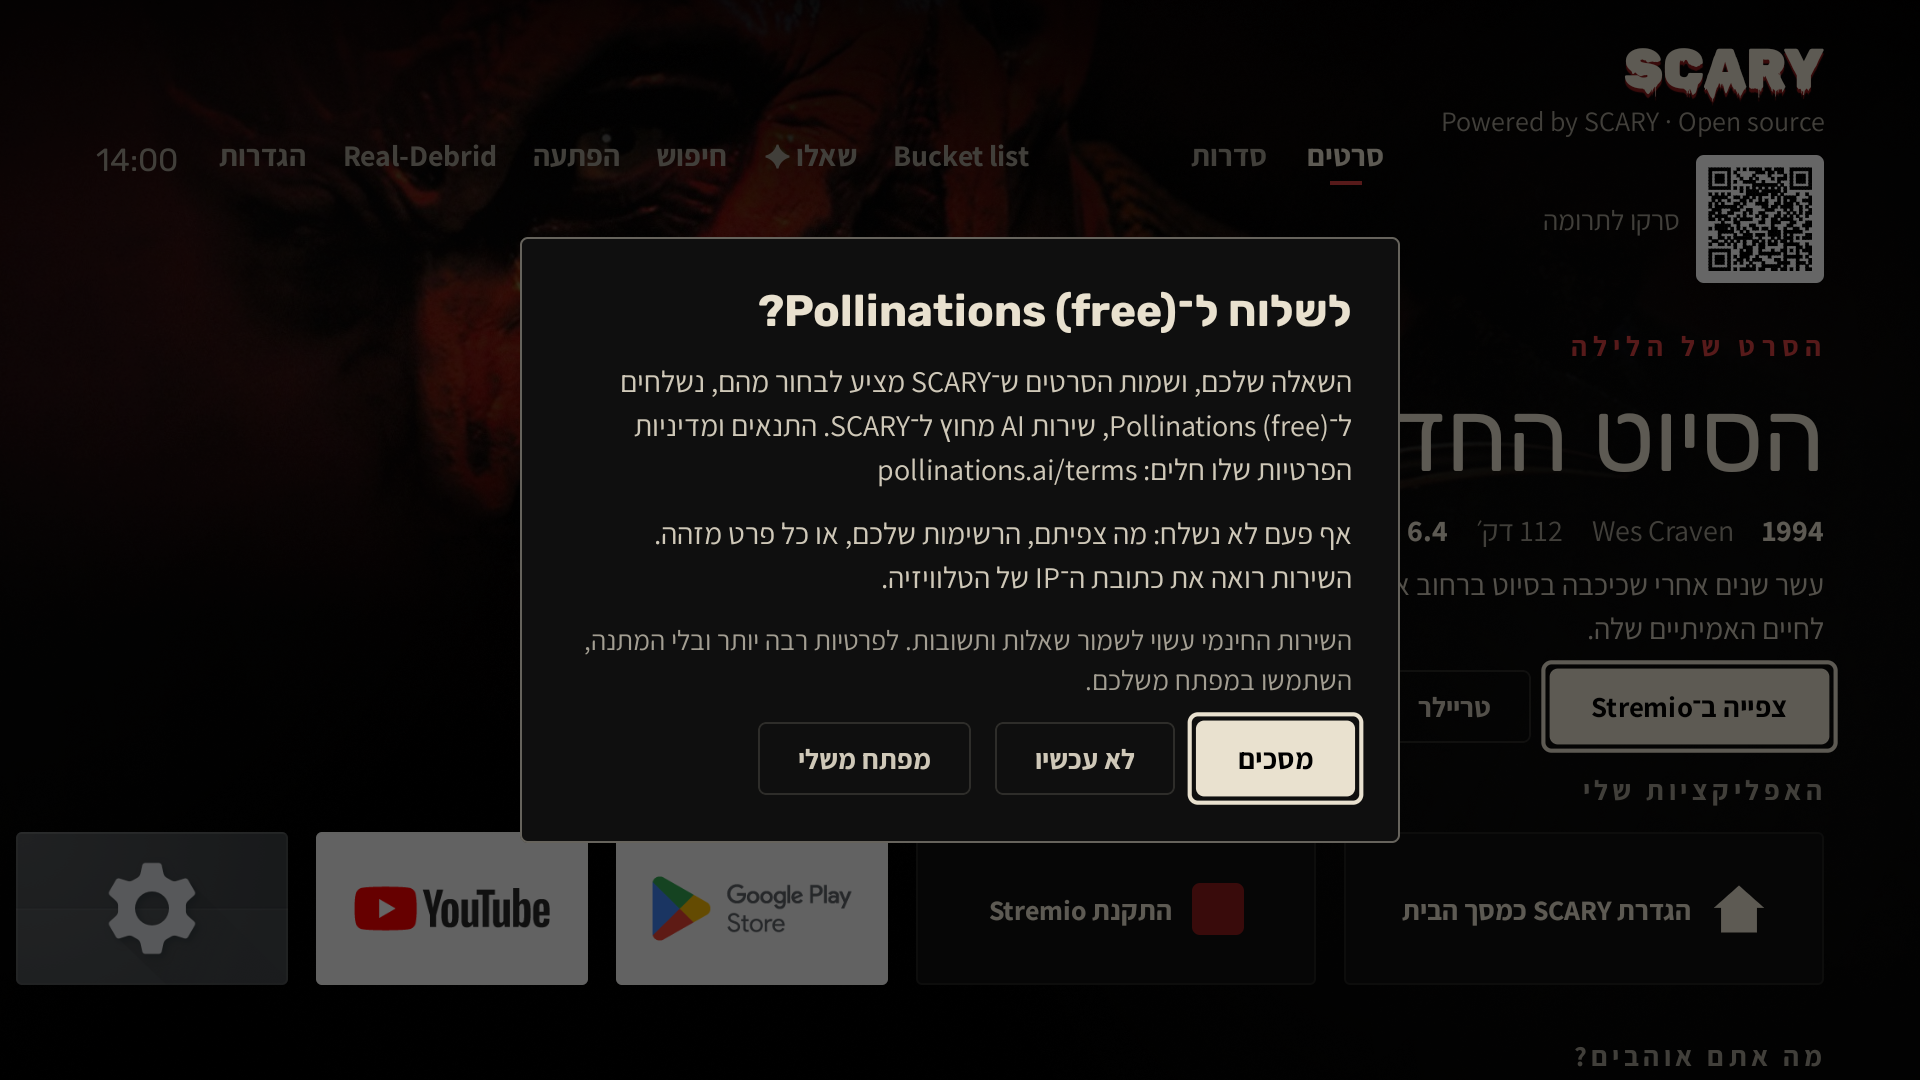 SCARY
Powered by SCARY · Open source
סרטים
סדרות
Bucket list
שאלו
חיפוש
הפתעה
Real-Debrid
הגדרות
14:00
סרקו לתרומה
הסרט של הלילה
הסיוט החד
1994
Wes Craven
112 דק׳
6.4
עשר שנים אחרי שכיכבה בסיוט ברחוב א
לחיים האמיתיים שלה.
צפייה ב־Stremio
טריילר
לשלוח ל־Pollinations (free)?
השאלה שלכם, ושמות הסרטים ש־SCARY מציע לבחור מהם, נשלחים
ל־Pollinations (free), שירות AI מחוץ ל־SCARY. התנאים ומדיניות
הפרטיות שלו חלים: pollinations.ai/terms
אף פעם לא נשלח: מה צפיתם, הרשימות שלכם, או כל פרט מזהה.
השירות רואה את כתובת ה־IP של הטלוויזיה.
השירות החינמי עשוי לשמור שאלות ותשובות. לפרטיות רבה יותר ובלי המתנה,
השתמשו במפתח משלכם.
מסכים
לא עכשיו
מפתח משלי
האפליקציות שלי
הגדרת SCARY כמסך הבית
התקנת Stremio
Google Play
Store
YouTube
מה אתם אוהבים?